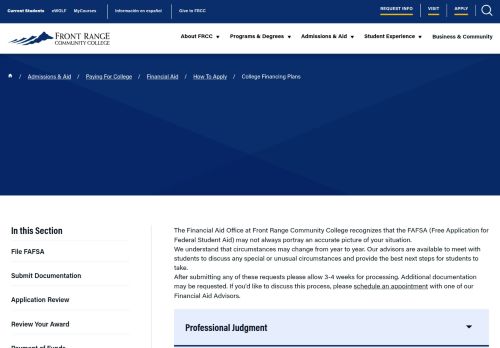 Current Students eWOLF MyCourses Información en español Give to FRCC REQUEST INFO VISIT APPLY
FRONT RANGE
COMMUNITY COLLEGE
About FRCC Programs & Degrees Admissions & Aid Student Experience Business & Community
/ Admissions & Aid / Paying For College / Financial Aid / How To Apply / College Financing Plans
In this Section
File FAFSA
Submit Documentation
Application Review
Review Your Award
Payment of Funds
The Financial Aid Office at Front Range Community College recognizes that the FAFSA (Free Application for
Federal Student Aid) may not always portray an accurate picture of your situation.
We understand that circumstances may change from year to year. Our advisors are available to meet with
students to discuss any special or unusual circumstances and provide the best next steps for students to
take.
After submitting any of these requests please allow 3-4 weeks for processing. Additional documentation
may be requested. If you'd like to discuss this process, please schedule an appointment with one of our
Financial Aid Advisors.
Professional Judgment